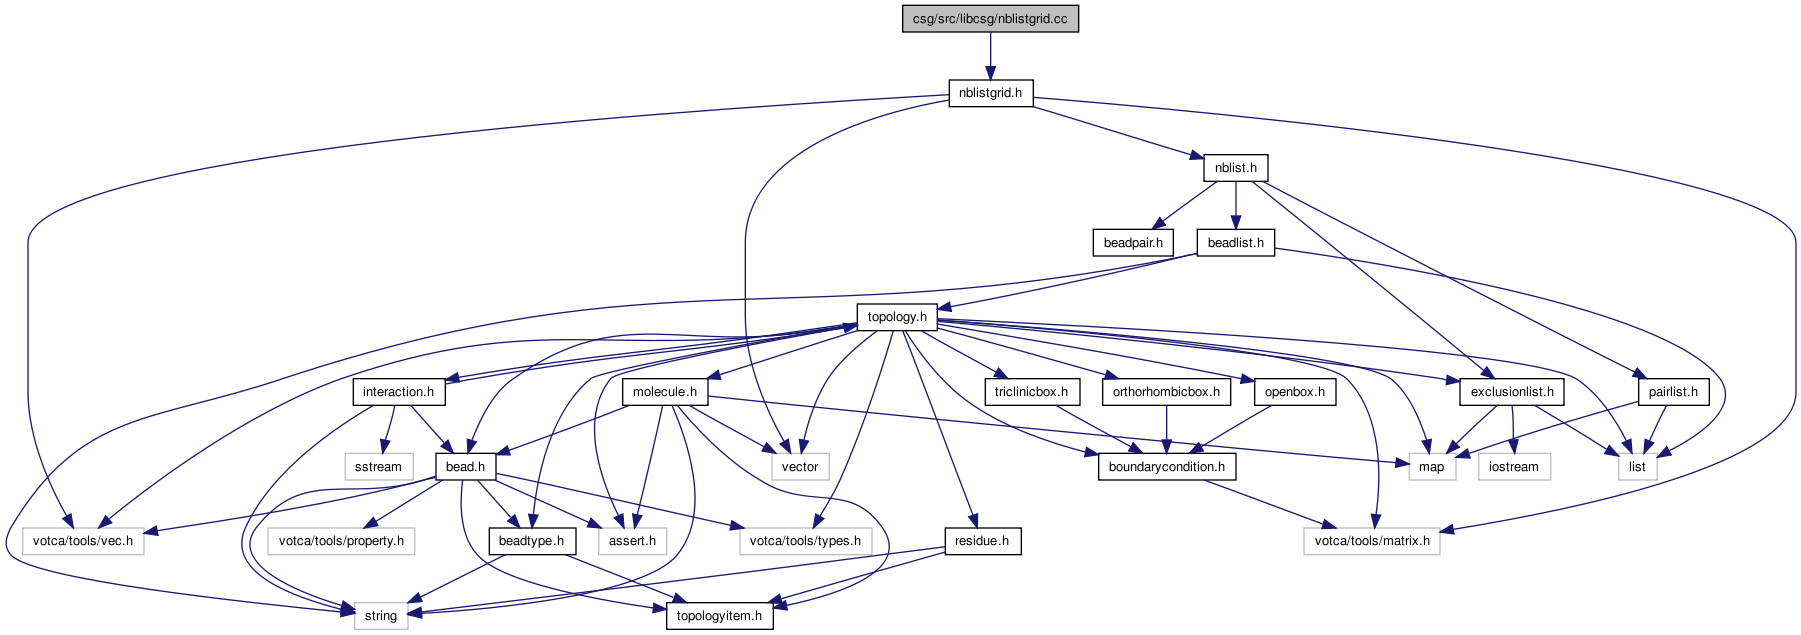 csg/src/libcsg/nblistgrid.cc
nblistgrid.h
nblist.h
beadpair.h
beadlist.h
topology.h
interaction.h
molecule.h
triclinicbox.h
orthorhombicbox.h
openbox.h
exclusionlist.h
pairlist.h
sstream
bead.h
vector
boundarycondition.h
map
iostream
list
votca/tools/vec.h
votca/tools/property.h
beadtype.h
assert.h
votca/tools/types.h
residue.h
votca/tools/matrix.h
string
topologyitem.h